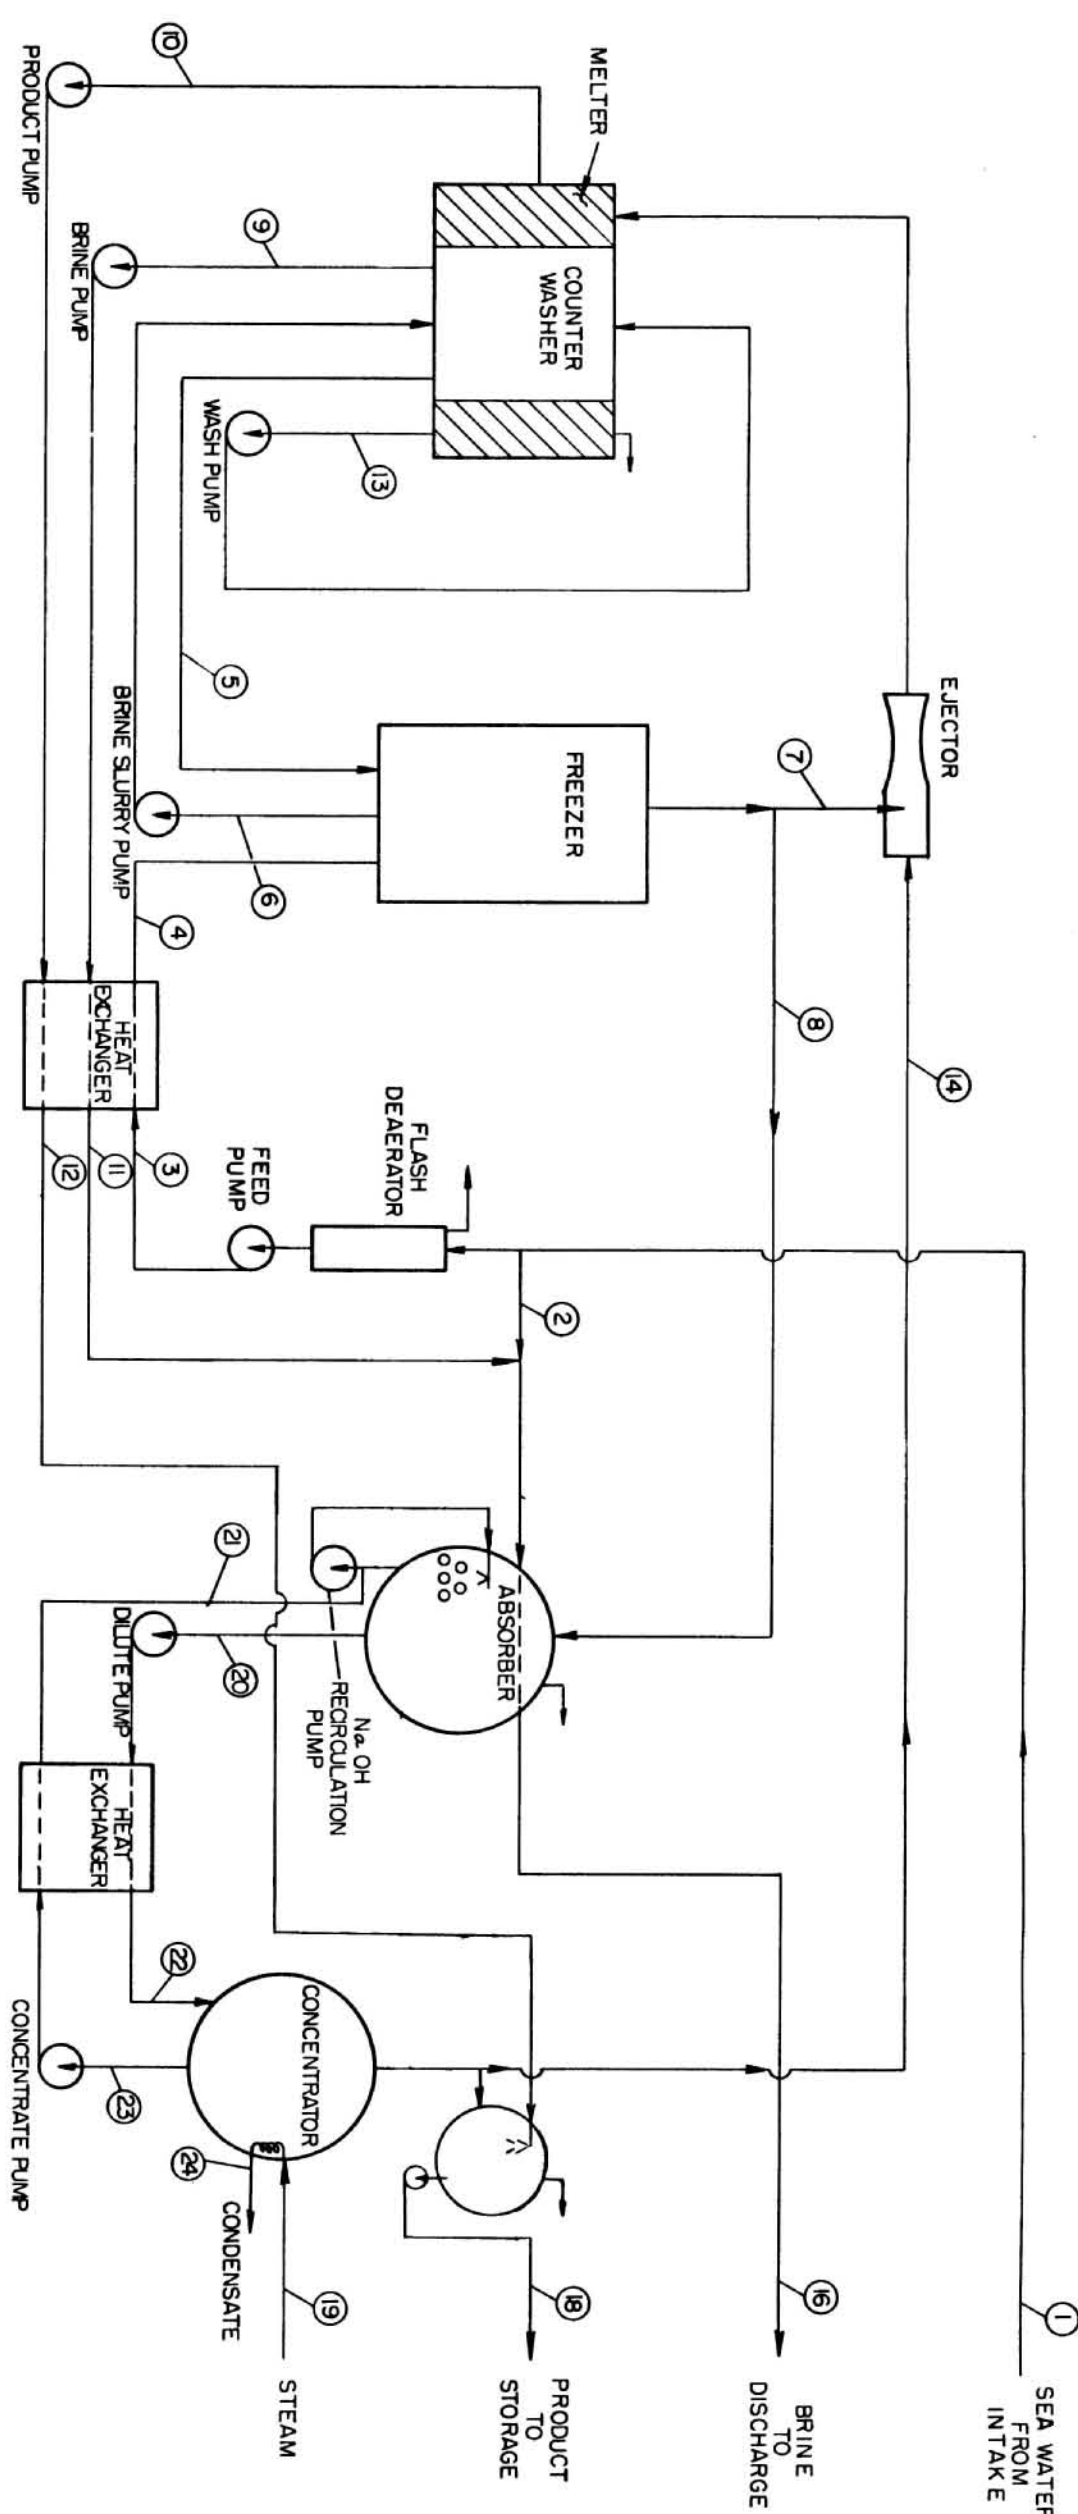 SEA WATER
FROM
INTAKE
1
BRINE
TO
DISCHARGE
16
PRODUCT
TO
STORAGE
18
STEAM
19
CONDENSATE
24
EJECTOR
14
7
8
MELTER
COUNTER
WASHER
FREEZER
10
9
13
5
6
4
PRODUCT PUMP
BRINE PUMP
WASH PUMP
BRINE SLURRY PUMP
HEAT
EXCHANGER
3
11
12
FLASH
DEAERATOR
FEED
PUMP
2
ABSORBER
NaOH
RECIRCULATION
PUMP
21
20
DILUTE PUMP
HEAT
EXCHANGER
22
CONCENTRATOR
23
CONCENTRATE PUMP